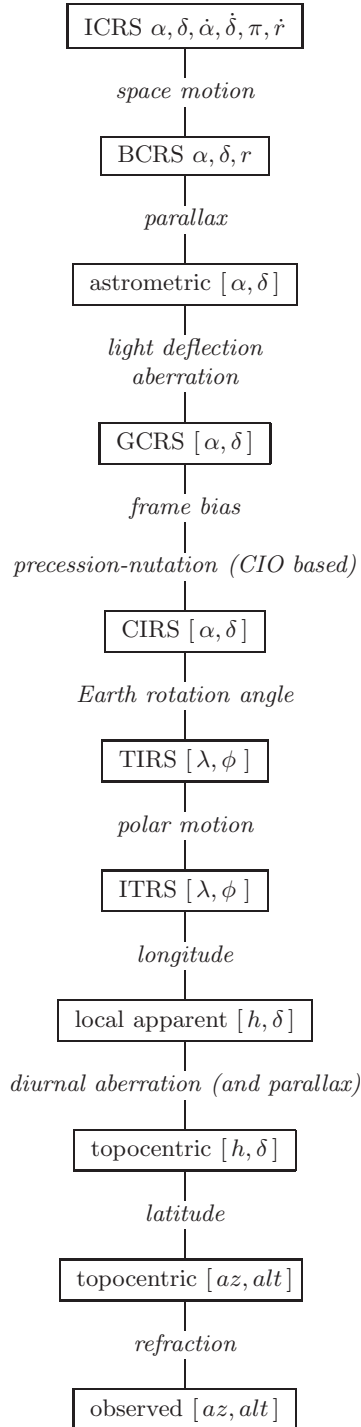 ICRS α, δ, α̇, δ̇, π, ṙ
space motion
BCRS α, δ, r
parallax
astrometric [ α, δ ]
light deflection
aberration
GCRS [ α, δ ]
frame bias
precession-nutation (CIO based)
CIRS [ α, δ ]
Earth rotation angle
TIRS [ λ, ϕ ]
polar motion
ITRS [ λ, ϕ ]
longitude
local apparent [ h, δ ]
diurnal aberration (and parallax)
topocentric [ h, δ ]
latitude
topocentric [ az, alt ]
refraction
observed [ az, alt ]